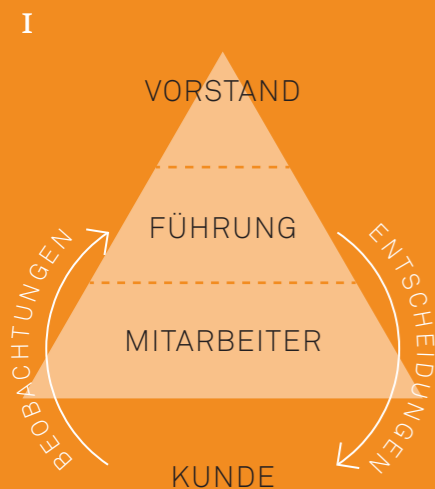 I
VORSTAND
FÜHRUNG
MITARBEITER
BEOBACHTUNGEN
ENTSCHEIDUNGEN
KUNDE